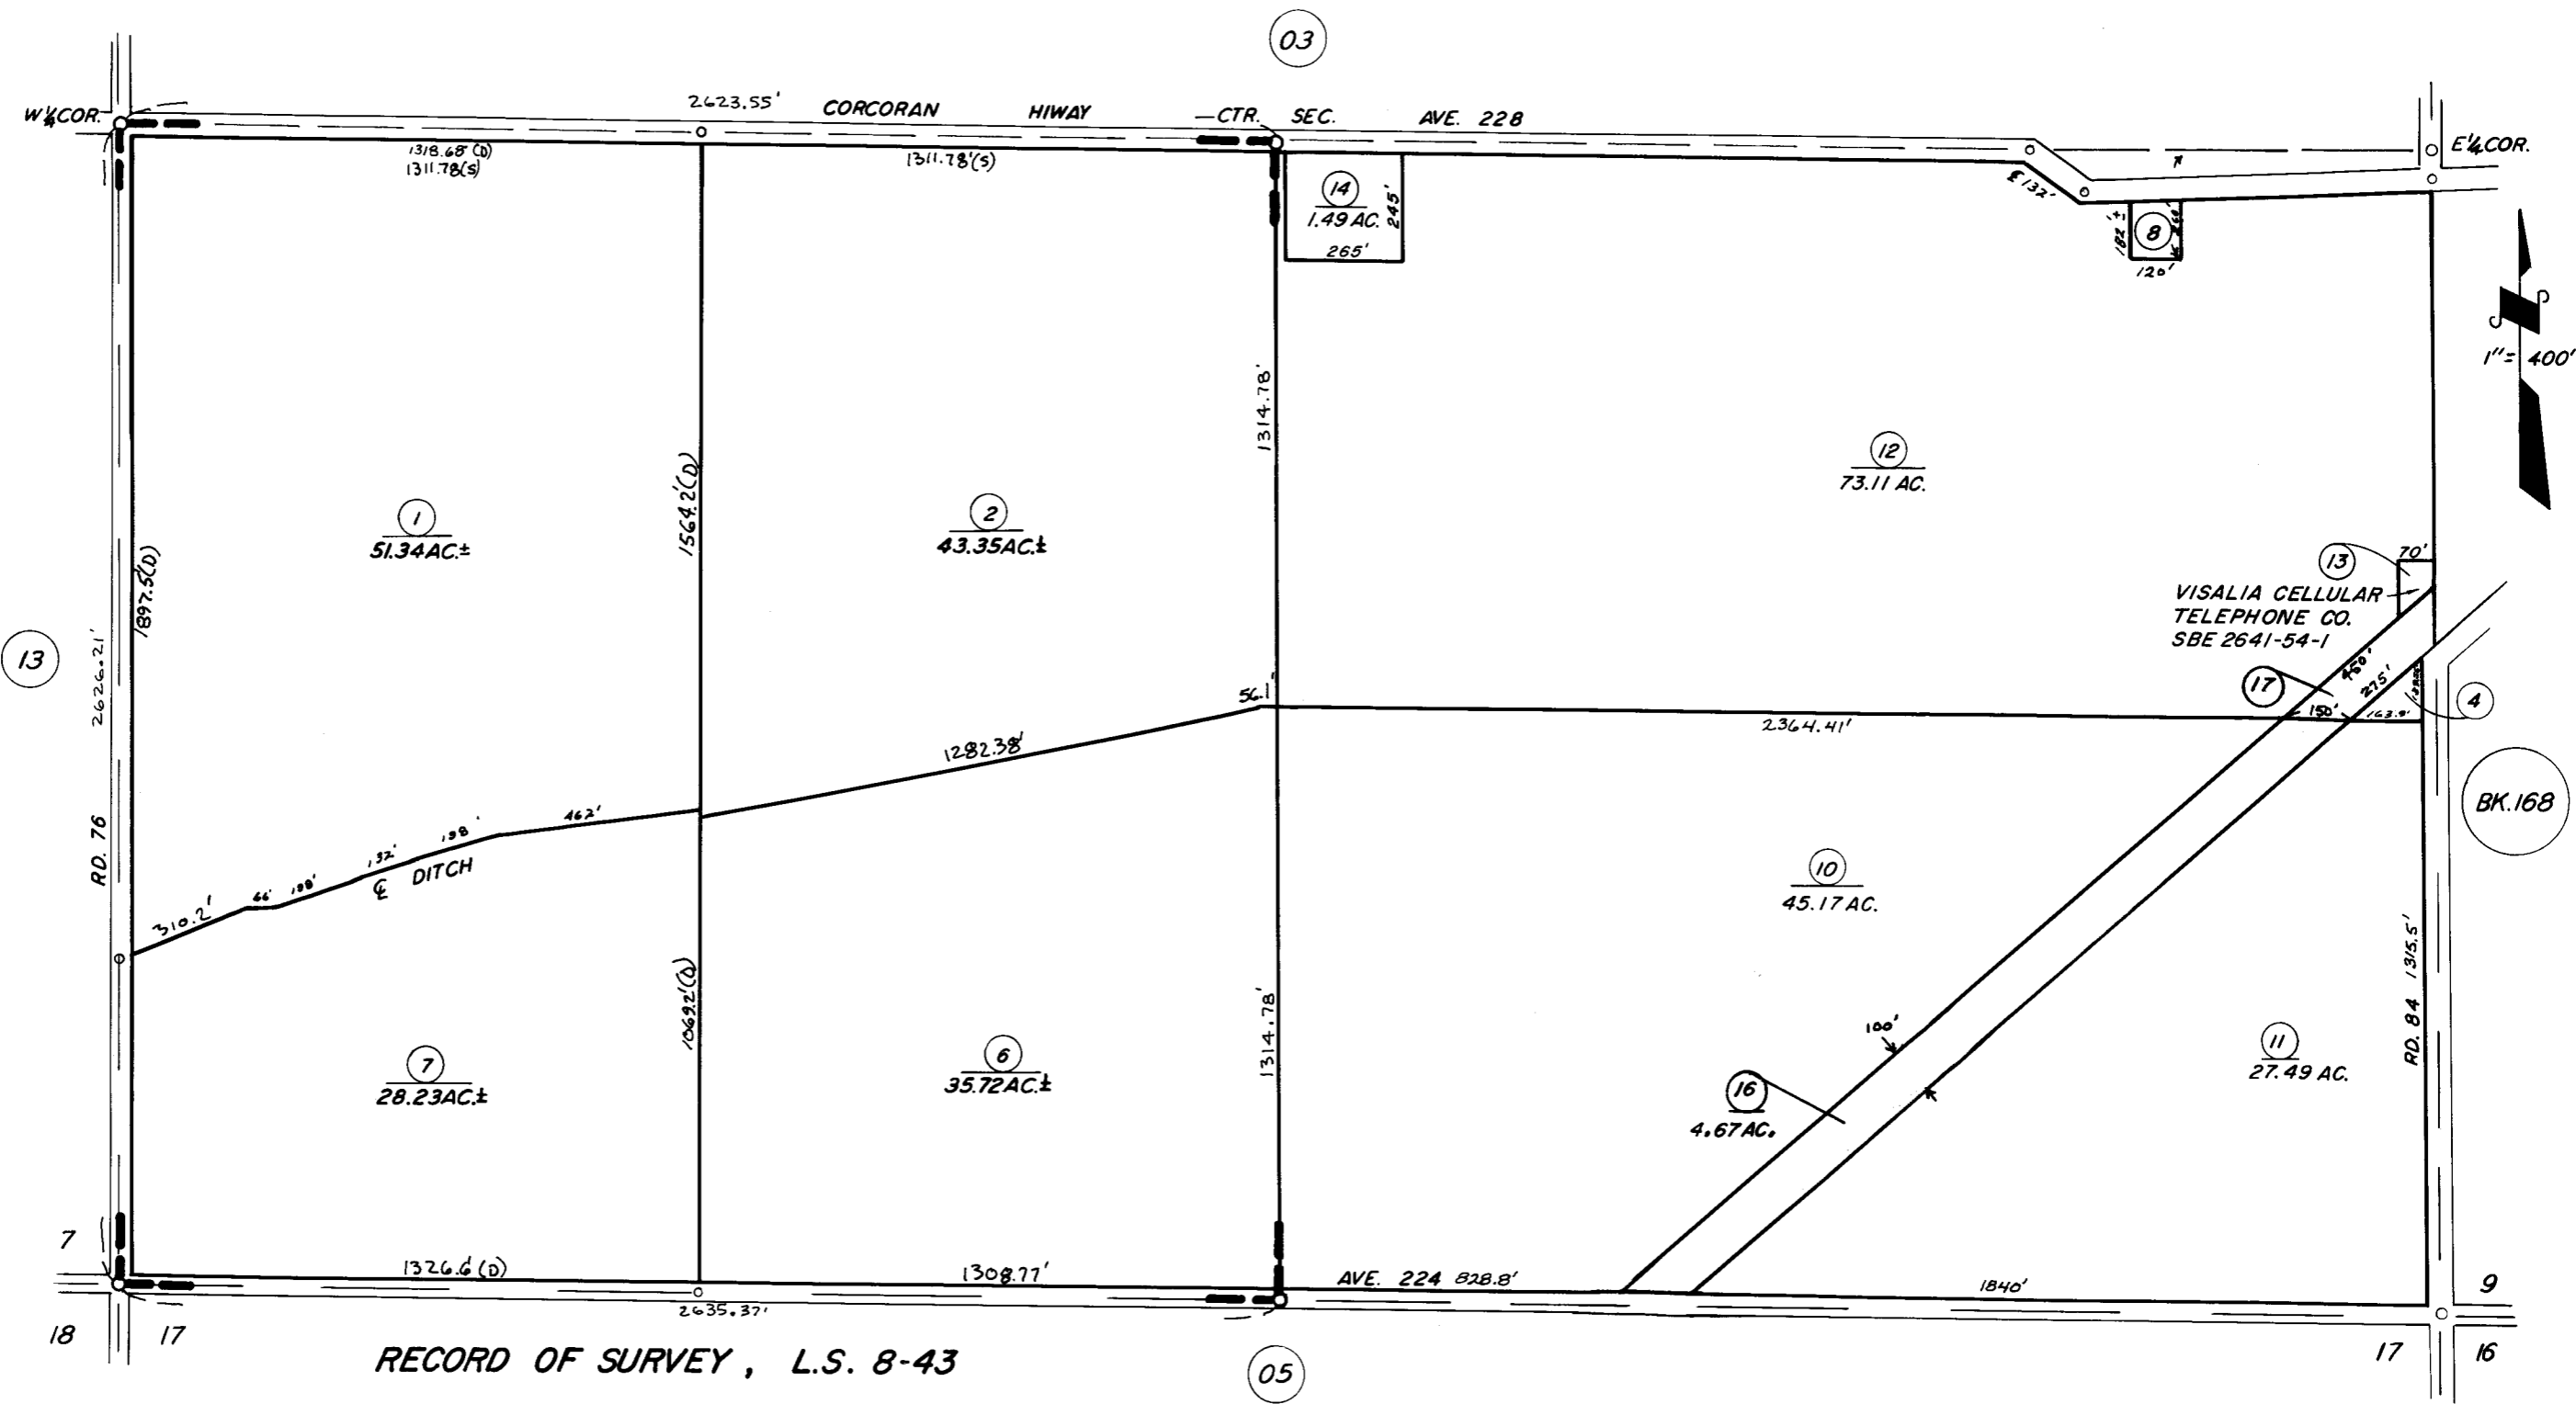 03
W¼COR.
2623.55'
CORCORAN HIWAY
CTR. SEC.
AVE. 228
E¼COR.
1318.68'(D)
1311.78(S)
1311.78'(S)
14
1.49 AC.
245'
265'
℄ 132'
182'±
8
120'
1"= 400'
1314.78'
12
73.11 AC.
1
51.34AC.±
1564.2'(D)
2
43.35AC.±
1897.5'(D)
13
70'
VISALIA CELLULAR
TELEPHONE CO.
SBE 2641-54-1
13
2626.21'
17
450'
275'
150'
163.9'
4
56.1'
2364.41'
1282.38'
BK.168
462'
198'
132'
℄ DITCH
198'
66'
310.2'
RD. 76
10
45.17 AC.
RD. 84 1315.5'
1069.2'(D)
1314.78'
100'
11
27.49 AC.
7
28.23AC.±
6
35.72AC.±
16
4.67AC.
7
1326.6'(D)
1308.77'
AVE. 224 828.8'
1840'
9
2635.37'
18 17
17 16
RECORD OF SURVEY, L.S. 8-43
05